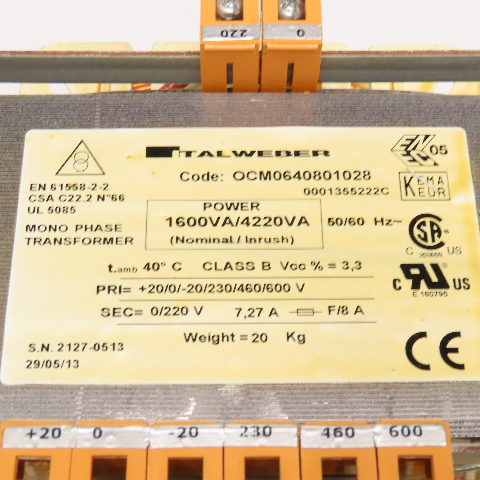 220 0
EN 61558-2-2
CSA C22.2 N°66
UL 5085
MONO PHASE
TRANSFORMER
ITALWEBER
Code: OCM0640801028
0001355222C
POWER
1600VA/4220VA
(Nominal / Inrush)
50/60 Hz~
t.amb 40° C CLASS B Vcc % = 3,3
PRI= +20/0/-20/230/460/600 V
SEC= 0/220 V 7,27 A F/8 A
Weight = 20 Kg
S.N. 2127-0513
29/05/13
05
KEMA
EUR
C US
C US
E 160795
CE
+20 0 -20 230 460 600